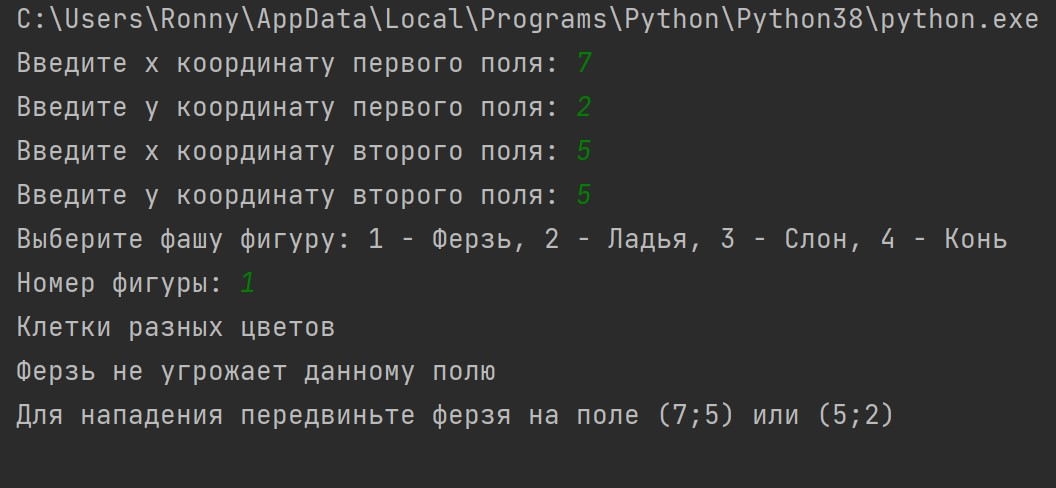 C:\Users\Ronny\AppData\Local\Programs\Python\Python38\python.exe
Введите x координату первого поля: 7
Введите y координату первого поля: 2
Введите x координату второго поля: 5
Введите y координату второго поля: 5
Выберите фашу фигуру: 1 - Ферзь, 2 - Ладья, 3 - Слон, 4 - Конь
Номер фигуры: 1
Клетки разных цветов
Ферзь не угрожает данному полю
Для нападения передвиньте ферзя на поле (7;5) или (5;2)